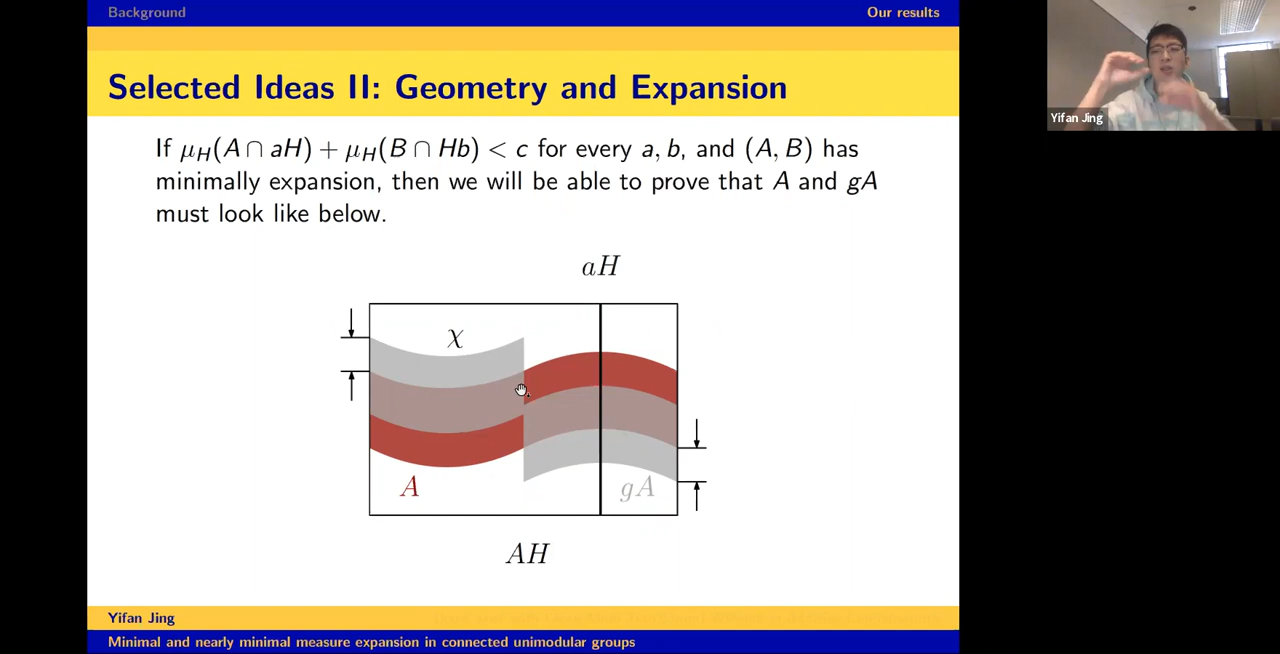 Background Our results
Selected Ideas II: Geometry and Expansion
If μ_H(A ∩ aH) + μ_H(B ∩ Hb) < c for every a, b, and (A, B) has
minimally expansion, then we will be able to prove that A and gA
must look like below.
aH
χ
A
gA
AH
Yifan Jing
Minimal and nearly minimal measure expansion in connected unimodular groups
Yifan Jing